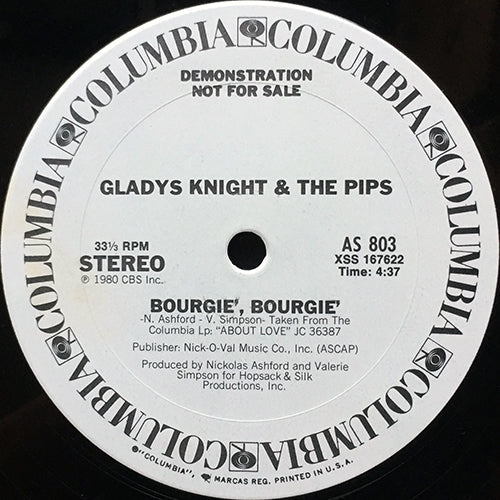 COLUMBIA COLUMBIA COLUMBIA COLUMBIA COLUMBIA COLUMBIA
DEMONSTRATION
NOT FOR SALE
GLADYS KNIGHT & THE PIPS
33⅓ RPM
STEREO
℗ 1980 CBS Inc.
AS 803
XSS 167622
Time: 4:37
BOURGIE', BOURGIE'
-N. Ashford - V. Simpson- Taken From The
Columbia Lp: "ABOUT LOVE" JC 36387
Publisher: Nick-O-Val Music Co., Inc. (ASCAP)
Produced by Nickolas Ashford and Valerie
Simpson for Hopsack & Silk
Productions, Inc.
®"COLUMBIA", MARCAS REG. PRINTED IN U.S.A.